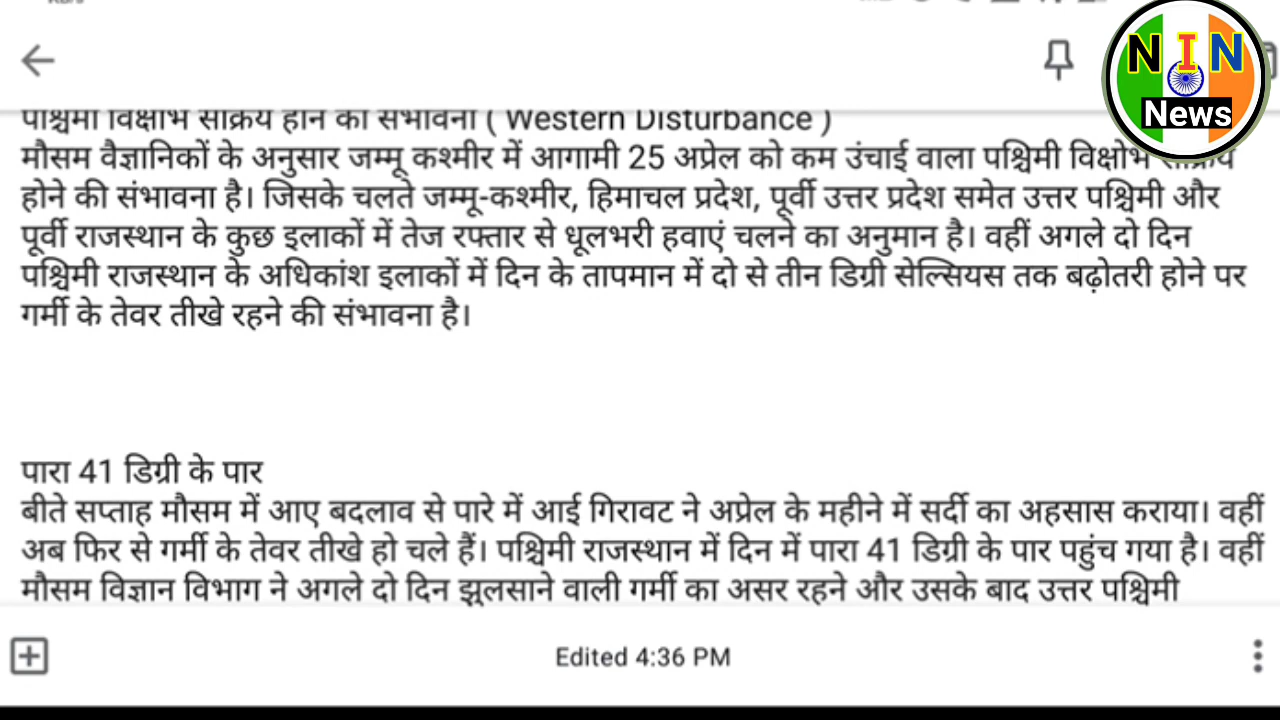 पश्चिमी विक्षोभ सक्रिय होने की संभावना ( Western Disturbance )
मौसम वैज्ञानिकों के अनुसार जम्मू कश्मीर में आगामी 25 अप्रेल को कम उंचाई वाला पश्चिमी विक्षोभ सक्रिय
होने की संभावना है। जिसके चलते जम्मू-कश्मीर, हिमाचल प्रदेश, पूर्वी उत्तर प्रदेश समेत उत्तर पश्चिमी और
पूर्वी राजस्थान के कुछ इलाकों में तेज रफ्तार से धूलभरी हवाएं चलने का अनुमान है। वहीं अगले दो दिन
पश्चिमी राजस्थान के अधिकांश इलाकों में दिन के तापमान में दो से तीन डिग्री सेल्सियस तक बढ़ोतरी होने पर
गर्मी के तेवर तीखे रहने की संभावना है।
पारा 41 डिग्री के पार
बीते सप्ताह मौसम में आए बदलाव से पारे में आई गिरावट ने अप्रेल के महीने में सर्दी का अहसास कराया। वहीं
अब फिर से गर्मी के तेवर तीखे हो चले हैं। पश्चिमी राजस्थान में दिन में पारा 41 डिग्री के पार पहुंच गया है। वहीं
मौसम विज्ञान विभाग ने अगले दो दिन झुलसाने वाली गर्मी का असर रहने और उसके बाद उत्तर पश्चिमी
Edited 4:36 PM
NIN
News